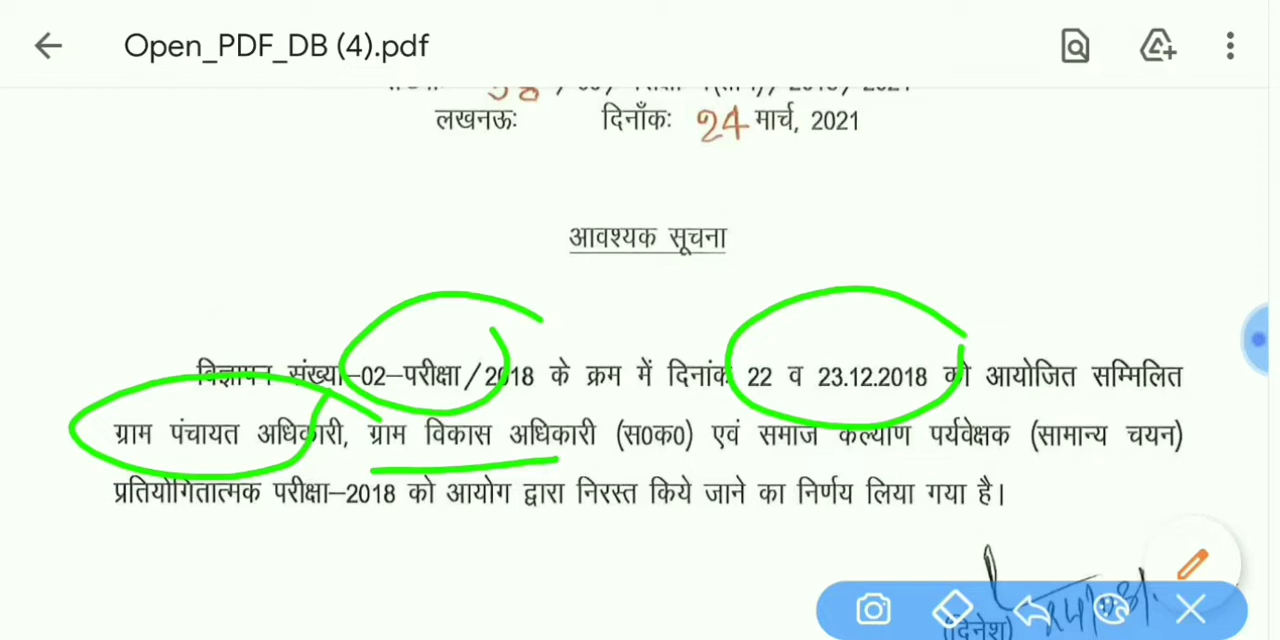 Open_PDF_DB (4).pdf
लखनऊः दिनाँकः 24 मार्च, 2021
आवश्यक सूचना
विज्ञापन संख्या–02–परीक्षा/2018 के क्रम में दिनांक 22 व 23.12.2018 को आयोजित सम्मिलित
ग्राम पंचायत अधिकारी, ग्राम विकास अधिकारी (स0क0) एवं समाज कल्याण पर्यवेक्षक (सामान्य चयन)
प्रतियोगितात्मक परीक्षा–2018 को आयोग द्वारा निरस्त किये जाने का निर्णय लिया गया है।
(दिनेश)